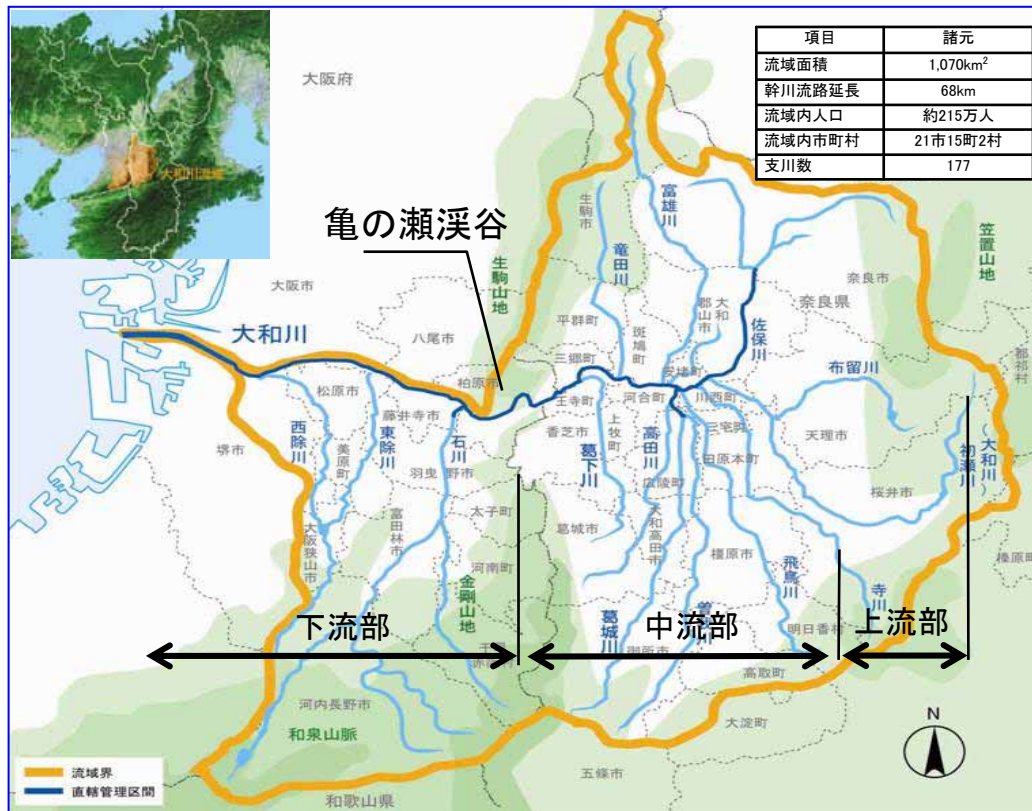 項目 諸元
流域面積 1,070km²
幹川流路延長 68km
流域内人口 約215万人
流域内市町村 21市15町2村
支川数 177
大和川流域
大阪府
亀の瀬渓谷
生駒山地
生駒市
富雄川
竜田川
笠置山地
奈良市
奈良県
大阪市
大和川
八尾市
平群町
斑鳩町
大和
郡山市
佐保川
三郷町
安堵町
布留川
都祁村
柏原市
松原市
藤井寺市
王寺町
河合町
川西町
香芝市
上牧町
三宅町
天理市
(大和川)
初瀬川
堺市
西除川
美原町
東除川
石川
羽曳野市
葛下川
高田川
田原本町
広陵町
桜井市
大阪狭山市
富田林市
太子町
葛城市
大和高田市
橿原市
榛原町
河南町
金剛山地
飛鳥川
寺川
下流部
中流部
上流部
葛城川
御所市
明日香村
高取町
河内長野市
和泉山脈
大淀町
五條市
和歌山県
N
流域界
直轄管理区間